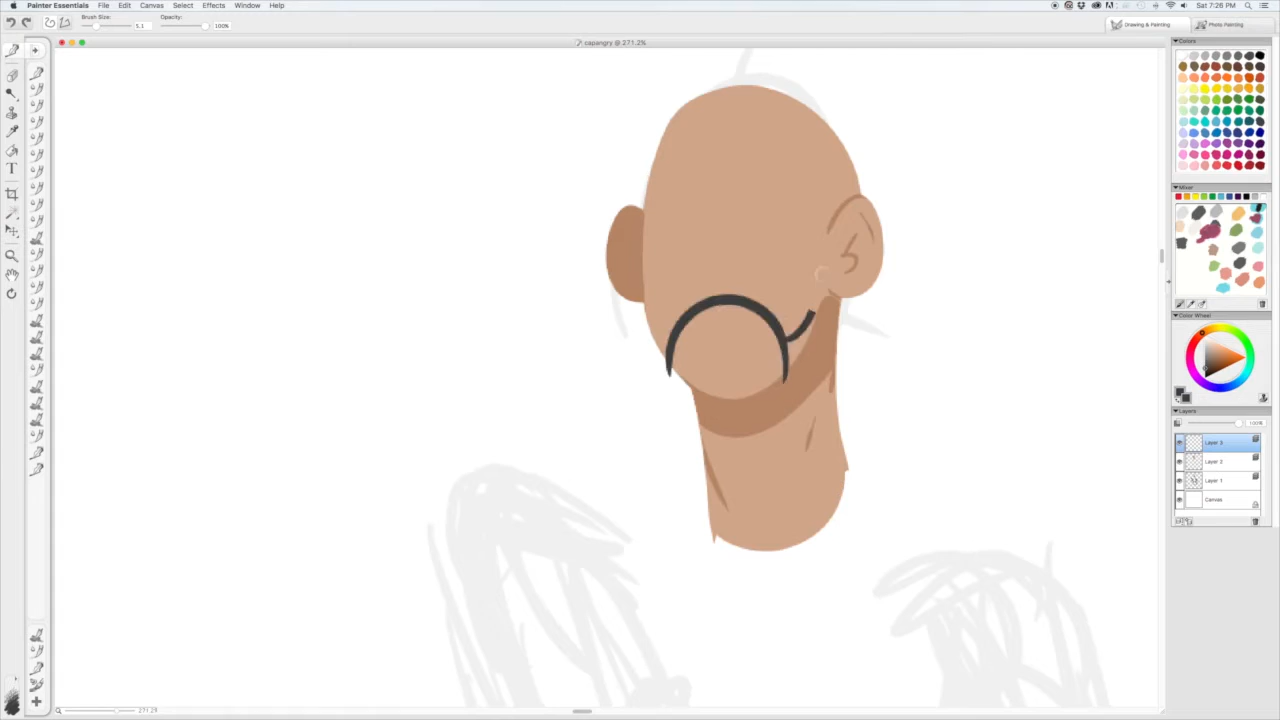 Painter Essentials File Edit Canvas Select Effects Window Help
Sat 7:26 PM
Brush Size: Opacity:
5.1 100%
Drawing & Painting Photo Painting
capangry @ 271.2%
Colors
Mixer
Color Wheel
Layers
100%
Layer 3
Layer 2
Layer 1
Canvas
271.2%